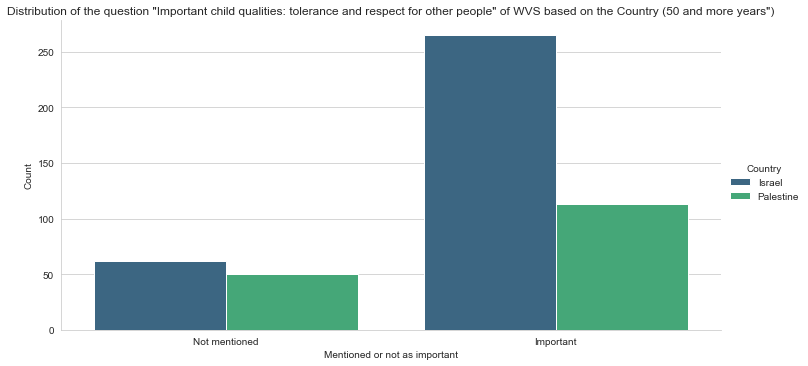 Distribution of the question "Important child qualities: tolerance and respect for other people" of WVS based on the Country (50 and more years")
250
200
150
100
50
0
Count
Not mentioned
Important
Mentioned or not as important
Country
Israel
Palestine